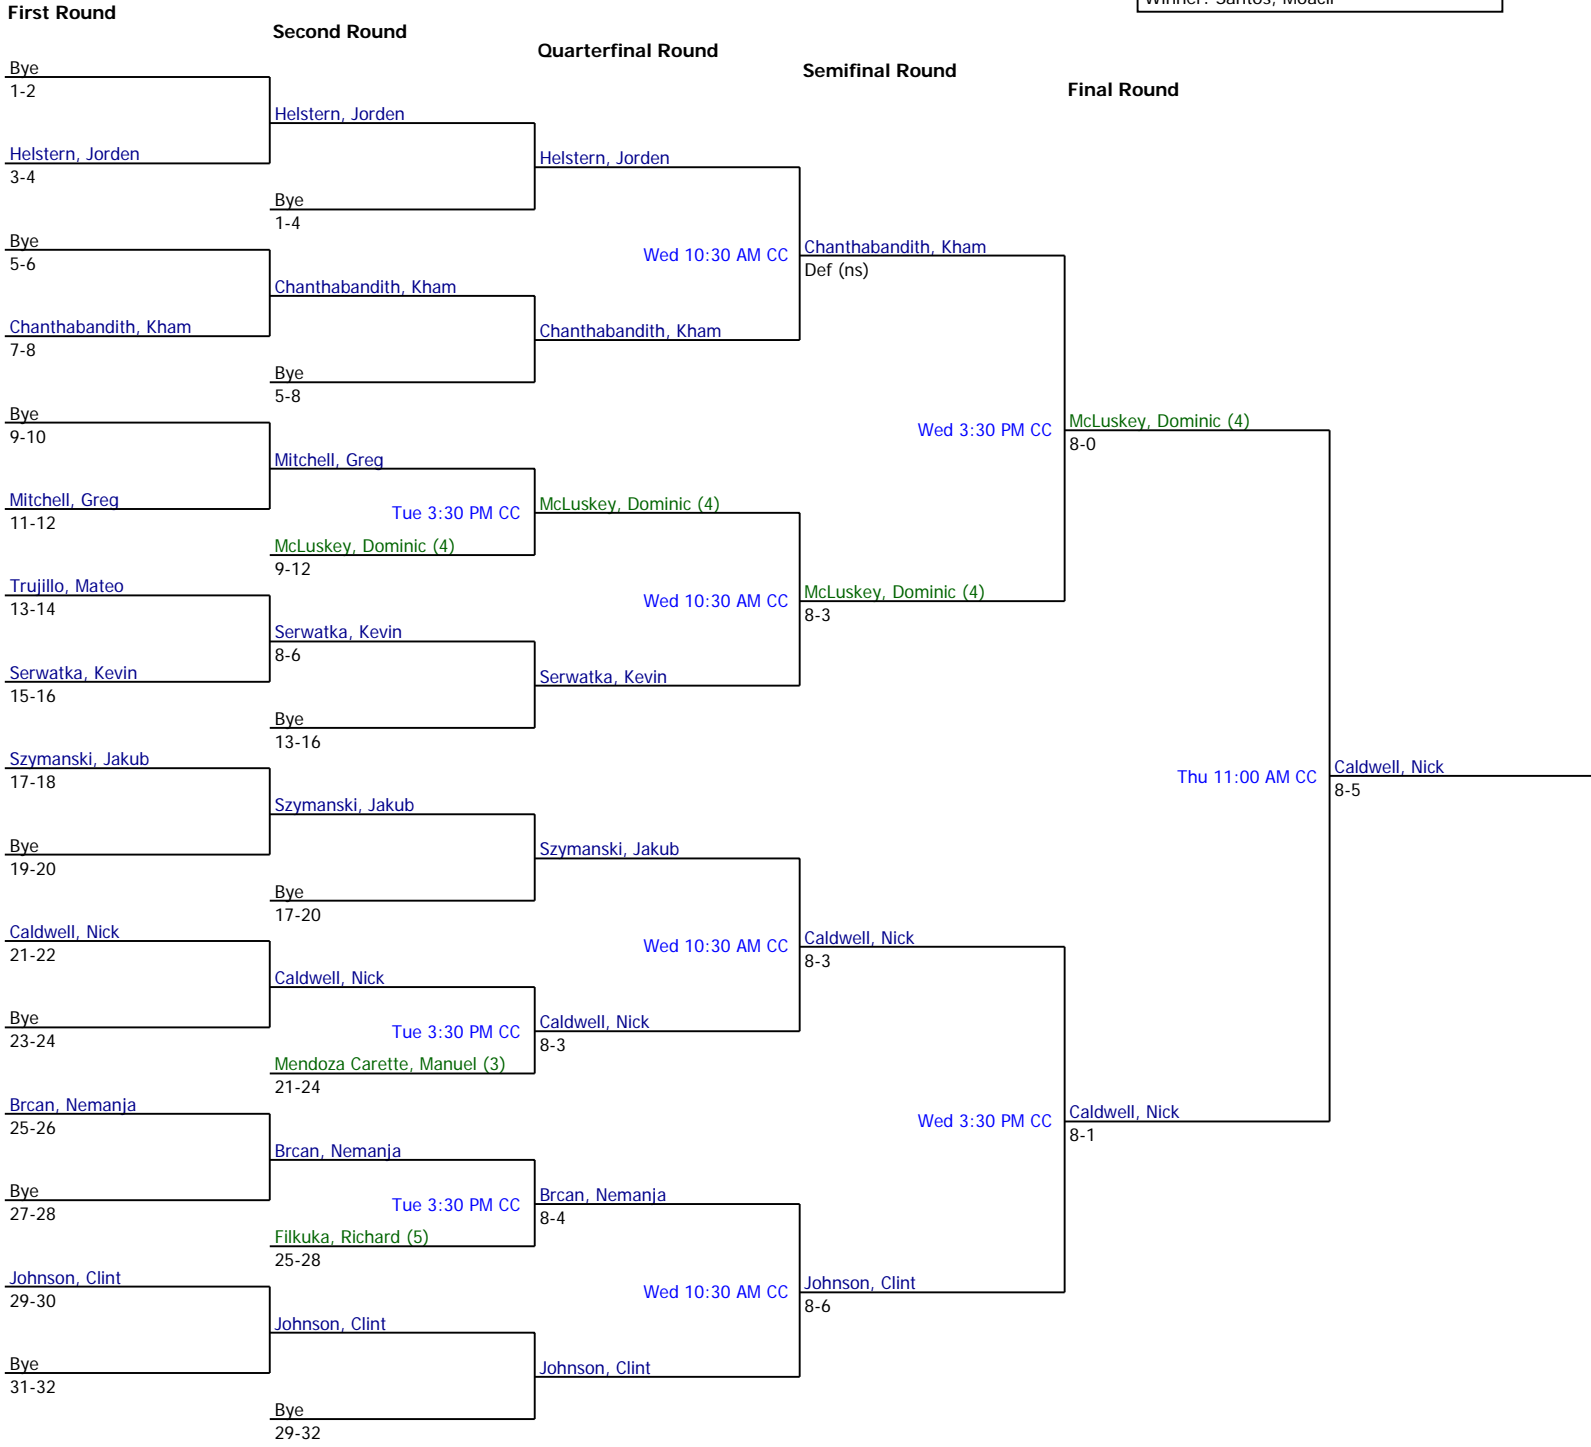 First Round
Winner: Santos, Moacir
Second Round
Quarterfinal Round
Semifinal Round
Final Round
Bye
1-2
Helstern, Jorden
Helstern, Jorden
3-4
Helstern, Jorden
Bye
1-4
Bye
5-6
Wed 10:30 AM CC
Chanthabandith, Kham
Def (ns)
Chanthabandith, Kham
Chanthabandith, Kham
7-8
Chanthabandith, Kham
Bye
5-8
Bye
9-10
Wed 3:30 PM CC
McLuskey, Dominic (4)
8-0
Mitchell, Greg
Mitchell, Greg
11-12
Tue 3:30 PM CC
McLuskey, Dominic (4)
McLuskey, Dominic (4)
9-12
Trujillo, Mateo
13-14
Wed 10:30 AM CC
McLuskey, Dominic (4)
8-3
Serwatka, Kevin
8-6
Serwatka, Kevin
15-16
Serwatka, Kevin
Bye
13-16
Szymanski, Jakub
17-18
Thu 11:00 AM CC
Caldwell, Nick
8-5
Szymanski, Jakub
Bye
19-20
Szymanski, Jakub
Bye
17-20
Caldwell, Nick
21-22
Wed 10:30 AM CC
Caldwell, Nick
8-3
Caldwell, Nick
Bye
23-24
Tue 3:30 PM CC
Caldwell, Nick
8-3
Mendoza Carette, Manuel (3)
21-24
Brcan, Nemanja
25-26
Wed 3:30 PM CC
Caldwell, Nick
8-1
Brcan, Nemanja
Bye
27-28
Tue 3:30 PM CC
Brcan, Nemanja
8-4
Filkuka, Richard (5)
25-28
Johnson, Clint
29-30
Wed 10:30 AM CC
Johnson, Clint
8-6
Johnson, Clint
Bye
31-32
Johnson, Clint
Bye
29-32